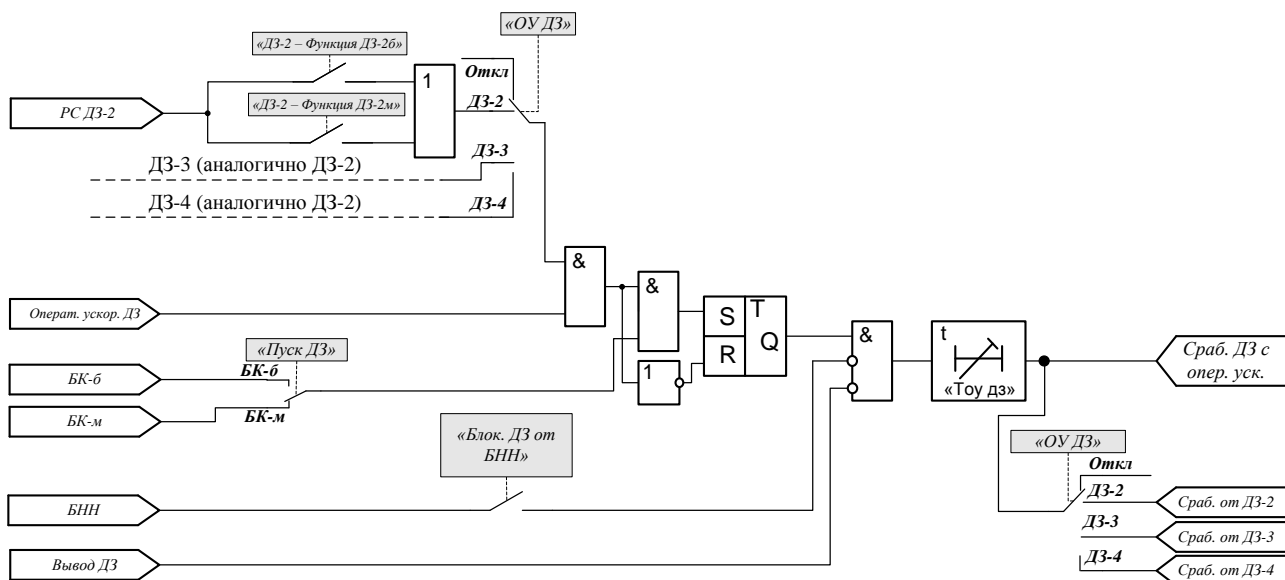 «ОУ ДЗ»
«ДЗ-2 – Функция ДЗ-2б»
Откл
1
ДЗ-2
РС ДЗ-2
«ДЗ-2 – Функция ДЗ-2м»
ДЗ-3
ДЗ-3 (аналогично ДЗ-2)
ДЗ-4 (аналогично ДЗ-2)
ДЗ-4
&
&
Операт. ускор. ДЗ
S
T
Q
R
&
t
«Тоу дз»
Сраб. ДЗ с
опер. уск.
«Пуск ДЗ»
БК-б
БК-б
1
БК-м
БК-м
«Блок. ДЗ от
БНН»
«ОУ ДЗ»
Откл
БНН
ДЗ-2
Сраб. от ДЗ-2
ДЗ-3
Сраб. от ДЗ-3
Вывод ДЗ
ДЗ-4
Сраб. от ДЗ-4